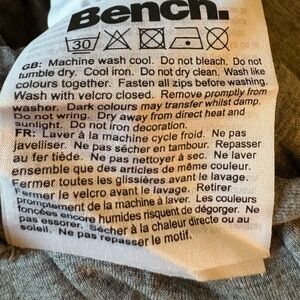 Bench.
30
GB: Machine wash cool. Do not bleach. Do not
tumble dry. Cool iron. Do not dry clean. Wash like
colours together. Fasten all zips before washing.
Wash with velcro closed. Remove promptly from
washer. Dark colours may transfer whilst damp.
Do not wring. Dry away from direct heat and
sunlight. Do not iron decoration.
FR: Laver à la machine cycle froid. Ne pas
javelliser. Ne pas sécher en tambour. Repasser
au fer tiède. Ne pas nettoyer à sec. Ne laver
ensemble que des articles de même couleur.
Fermer toutes les glissières avant le lavage.
Fermer le velcro avant le lavage. Retirer
promptement de la machine à laver. Les couleurs
foncées encore humides risquent de dégorger. Ne
pas essorer. Sécher à la chaleur directe ou au
soleil. Ne pas repasser le motif.